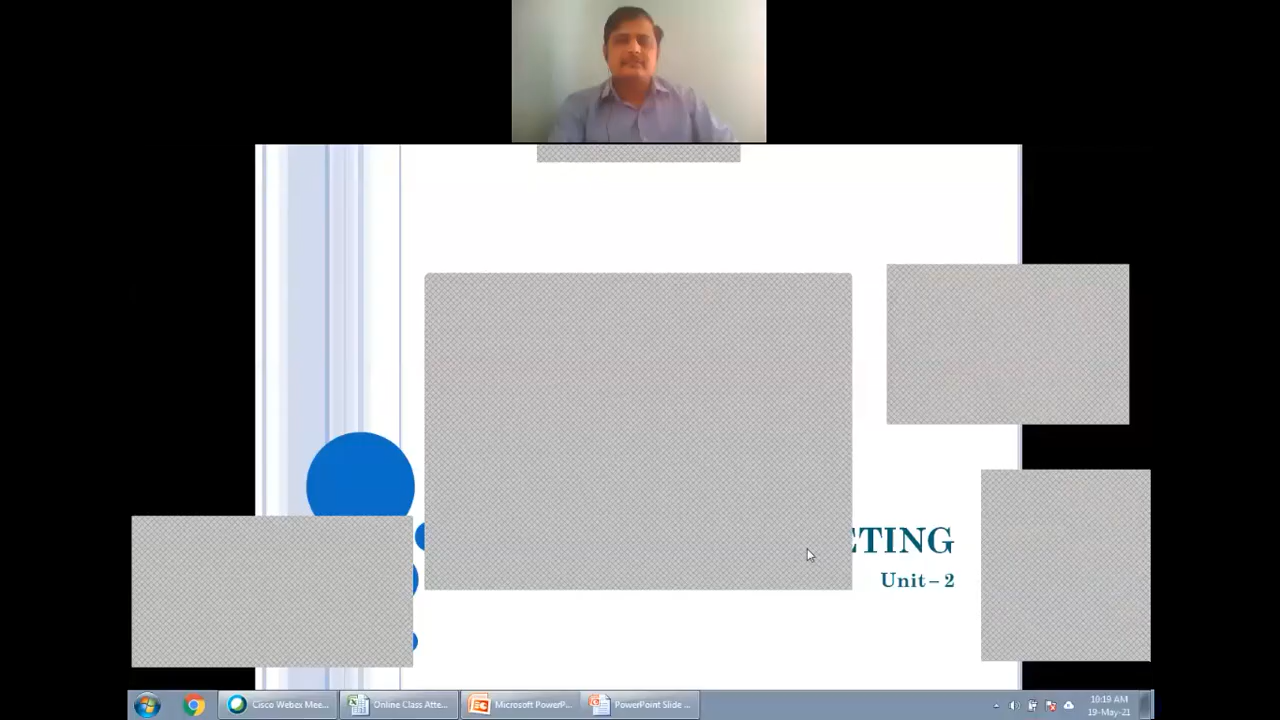 ETING
Unit – 2
Cisco Webex Mee...
Online Class Atte...
Microsoft PowerP...
PowerPoint Slide ...
10:19 AM
19-May-21